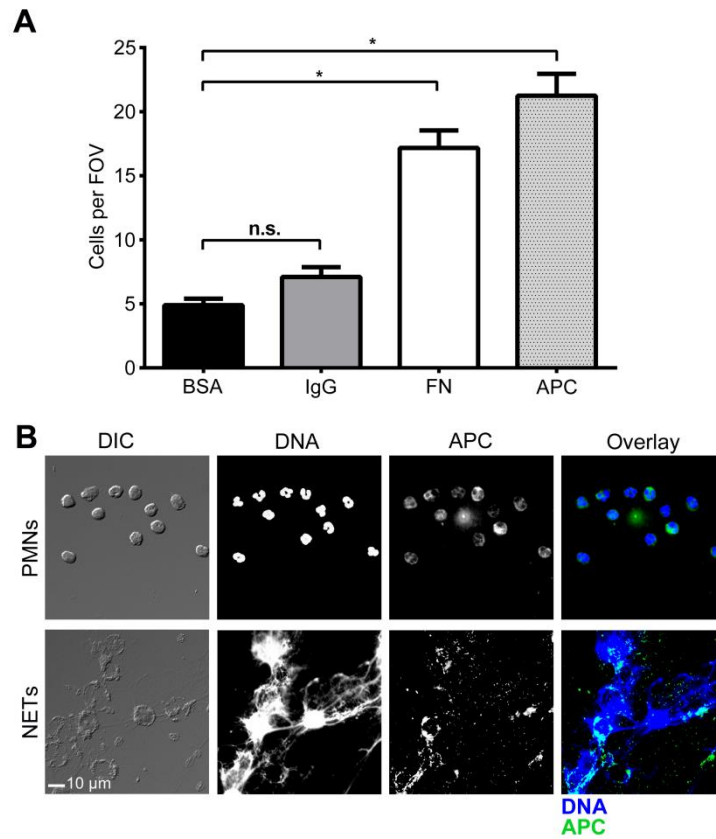 A
*
*
n.s.
Cells per FOV
25
20
15
10
5
0
BSA IgG FN APC
B
DIC DNA APC Overlay
PMNs
NETs
10 µm
DNA
APC